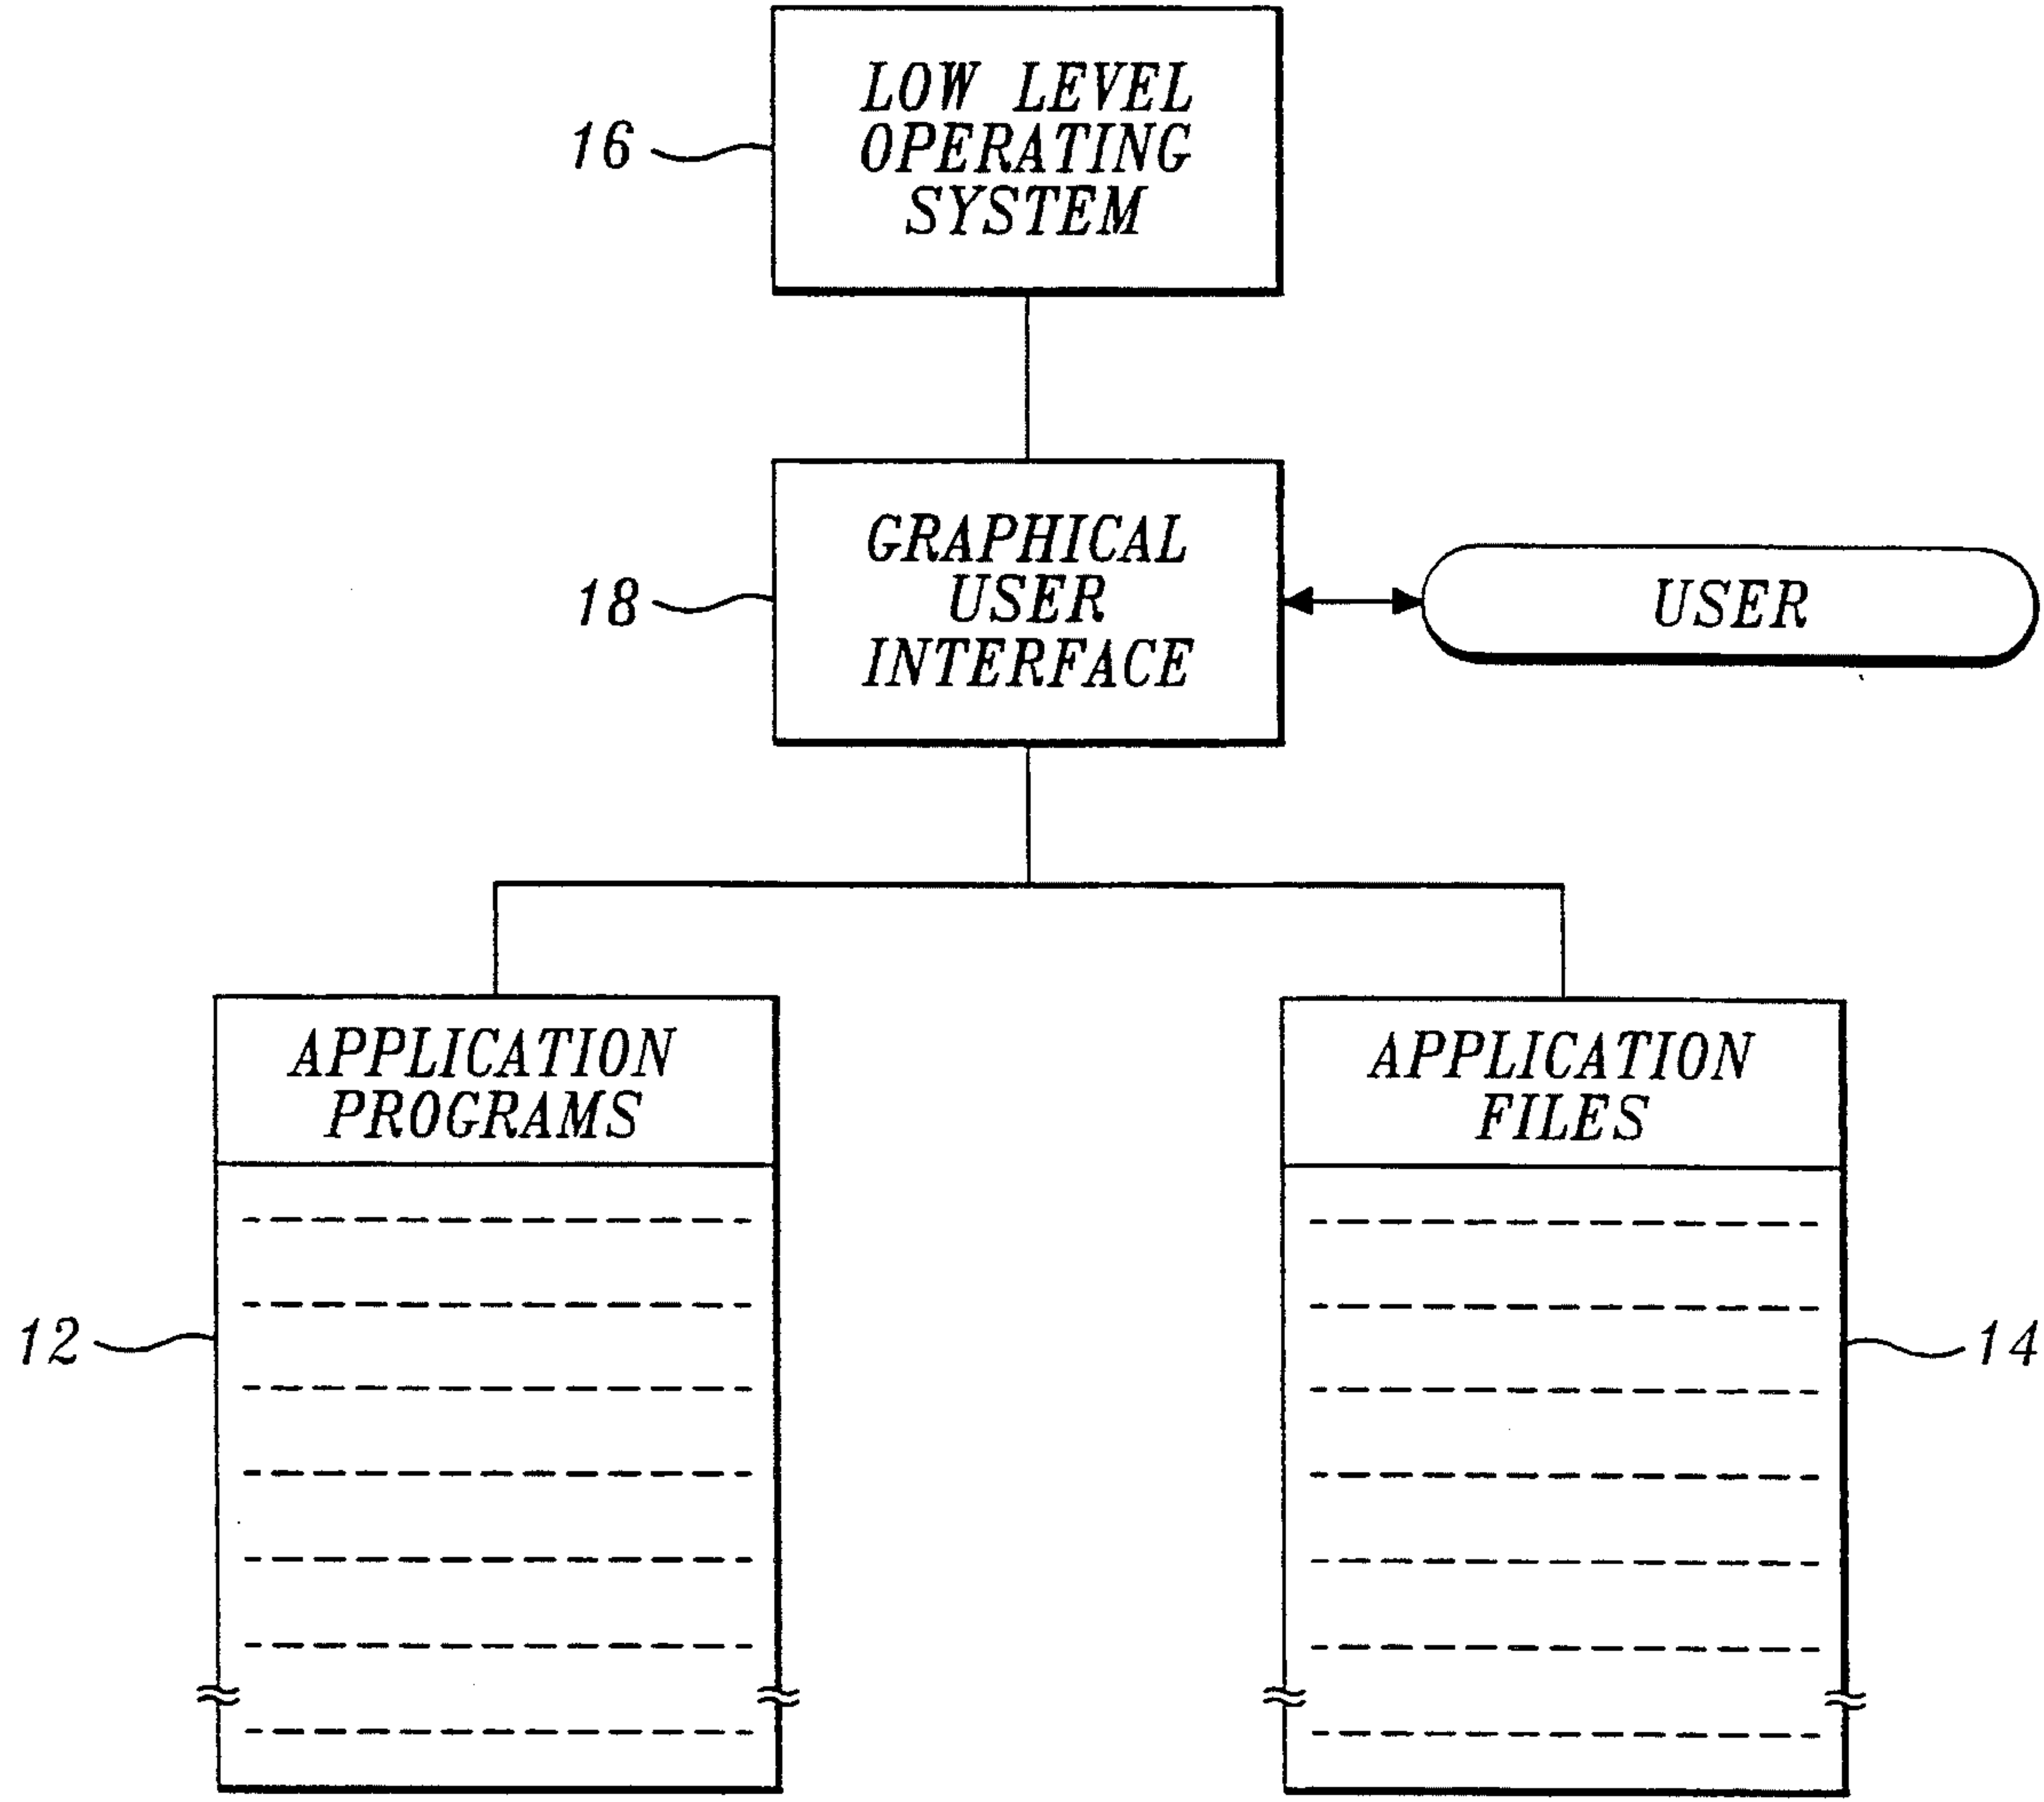 LOW LEVEL
OPERATING
SYSTEM
16
GRAPHICAL
USER
INTERFACE
18
USER
APPLICATION
PROGRAMS
APPLICATION
FILES
12
14